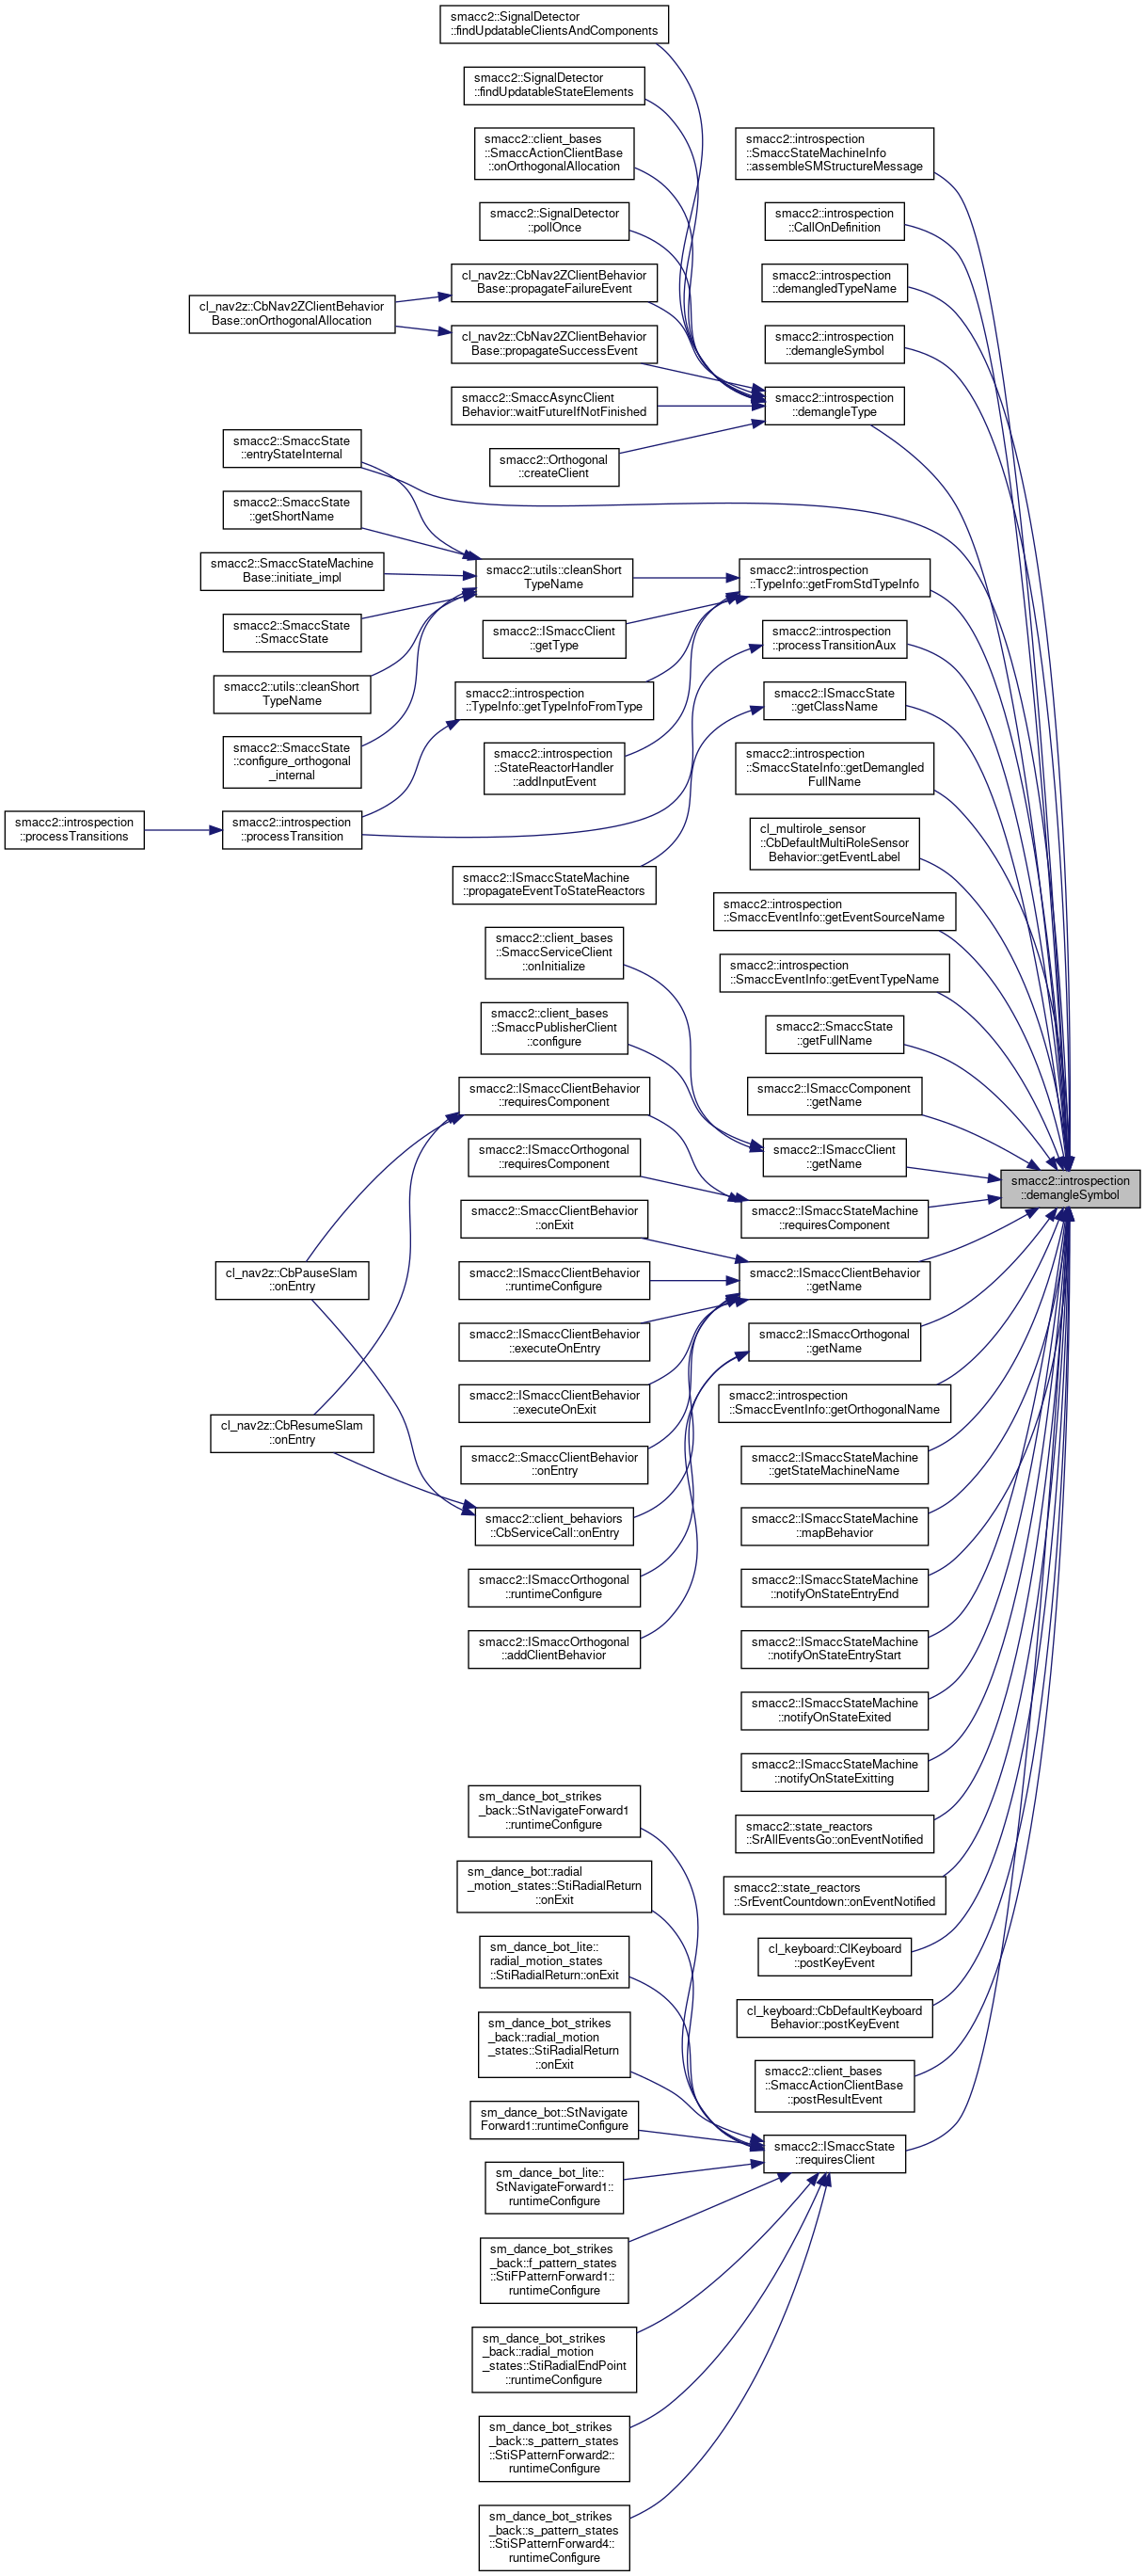 smacc2::SignalDetector
::findUpdatableClientsAndComponents
smacc2::SignalDetector
::findUpdatableStateElements
smacc2::client_bases
::SmaccActionClientBase
::onOrthogonalAllocation
smacc2::SignalDetector
::pollOnce
cl_nav2z::CbNav2ZClientBehavior
Base::propagateFailureEvent
cl_nav2z::CbNav2ZClientBehavior
Base::onOrthogonalAllocation
cl_nav2z::CbNav2ZClientBehavior
Base::propagateSuccessEvent
smacc2::SmaccAsyncClient
Behavior::waitFutureIfNotFinished
smacc2::Orthogonal
::createClient
smacc2::introspection
::SmaccStateMachineInfo
::assembleSMStructureMessage
smacc2::introspection
::CallOnDefinition
smacc2::introspection
::demangledTypeName
smacc2::introspection
::demangleSymbol
smacc2::introspection
::demangleType
smacc2::SmaccState
::entryStateInternal
smacc2::SmaccState
::getShortName
smacc2::SmaccStateMachine
Base::initiate_impl
smacc2::SmaccState
::SmaccState
smacc2::utils::cleanShort
TypeName
smacc2::SmaccState
::configure_orthogonal
_internal
smacc2::introspection
::processTransitions
smacc2::introspection
::processTransition
smacc2::utils::cleanShort
TypeName
smacc2::ISmaccClient
::getType
smacc2::introspection
::TypeInfo::getTypeInfoFromType
smacc2::introspection
::StateReactorHandler
::addInputEvent
smacc2::ISmaccStateMachine
::propagateEventToStateReactors
smacc2::introspection
::TypeInfo::getFromStdTypeInfo
smacc2::introspection
::processTransitionAux
smacc2::ISmaccState
::getClassName
smacc2::introspection
::SmaccStateInfo::getDemangled
FullName
cl_multirole_sensor
::CbDefaultMultiRoleSensor
Behavior::getEventLabel
smacc2::introspection
::SmaccEventInfo::getEventSourceName
smacc2::introspection
::SmaccEventInfo::getEventTypeName
smacc2::SmaccState
::getFullName
smacc2::ISmaccComponent
::getName
smacc2::ISmaccClient
::getName
smacc2::ISmaccStateMachine
::requiresComponent
smacc2::introspection
::demangleSymbol
smacc2::client_bases
::SmaccServiceClient
::onInitialize
smacc2::client_bases
::SmaccPublisherClient
::configure
smacc2::ISmaccClientBehavior
::requiresComponent
smacc2::ISmaccOrthogonal
::requiresComponent
smacc2::SmaccClientBehavior
::onExit
smacc2::ISmaccClientBehavior
::runtimeConfigure
smacc2::ISmaccClientBehavior
::executeOnEntry
smacc2::ISmaccClientBehavior
::executeOnExit
smacc2::SmaccClientBehavior
::onEntry
smacc2::client_behaviors
::CbServiceCall::onEntry
smacc2::ISmaccOrthogonal
::runtimeConfigure
smacc2::ISmaccOrthogonal
::addClientBehavior
cl_nav2z::CbPauseSlam
::onEntry
cl_nav2z::CbResumeSlam
::onEntry
smacc2::ISmaccClientBehavior
::getName
smacc2::ISmaccOrthogonal
::getName
smacc2::introspection
::SmaccEventInfo::getOrthogonalName
smacc2::ISmaccStateMachine
::getStateMachineName
smacc2::ISmaccStateMachine
::mapBehavior
smacc2::ISmaccStateMachine
::notifyOnStateEntryEnd
smacc2::ISmaccStateMachine
::notifyOnStateEntryStart
smacc2::ISmaccStateMachine
::notifyOnStateExited
smacc2::ISmaccStateMachine
::notifyOnStateExitting
smacc2::state_reactors
::SrAllEventsGo::onEventNotified
smacc2::state_reactors
::SrEventCountdown::onEventNotified
cl_keyboard::ClKeyboard
::postKeyEvent
cl_keyboard::CbDefaultKeyboard
Behavior::postKeyEvent
smacc2::client_bases
::SmaccActionClientBase
::postResultEvent
smacc2::ISmaccState
::requiresClient
sm_dance_bot_strikes
_back::StNavigateForward1
::runtimeConfigure
sm_dance_bot::radial
_motion_states::StiRadialReturn
::onExit
sm_dance_bot_lite::
radial_motion_states
::StiRadialReturn::onExit
sm_dance_bot_strikes
_back::radial_motion
_states::StiRadialReturn
::onExit
sm_dance_bot::StNavigate
Forward1::runtimeConfigure
sm_dance_bot_lite::
StNavigateForward1::
runtimeConfigure
sm_dance_bot_strikes
_back::f_pattern_states
::StiFPatternForward1::
runtimeConfigure
sm_dance_bot_strikes
_back::radial_motion
_states::StiRadialEndPoint
::runtimeConfigure
sm_dance_bot_strikes
_back::s_pattern_states
::StiSPatternForward2::
runtimeConfigure
sm_dance_bot_strikes
_back::s_pattern_states
::StiSPatternForward4::
runtimeConfigure